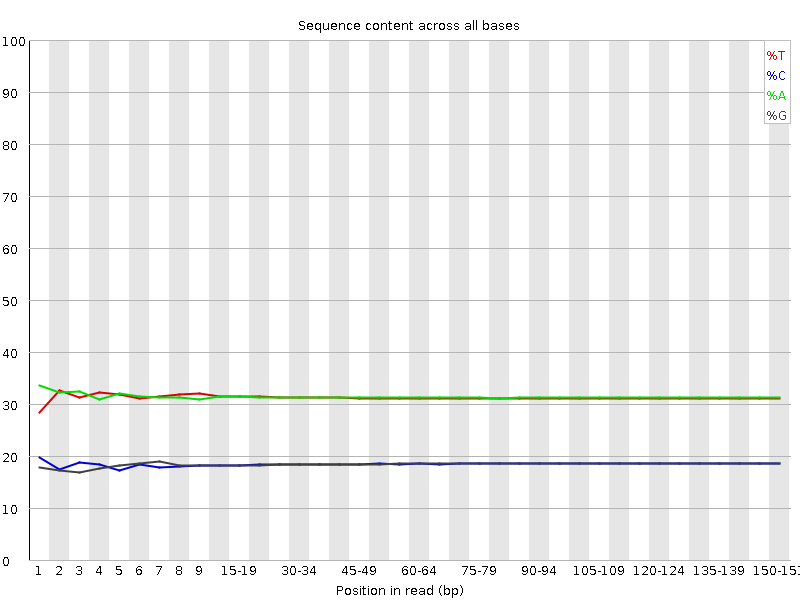 Sequence content across all bases
100
90
80
70
60
50
40
30
20
10
0
%T
%C
%A
%G
1 2 3 4 5 6 7 8 9 15-19 30-34 45-49 60-64 75-79 90-94 105-109 120-124 135-139 150-151
Position in read (bp)